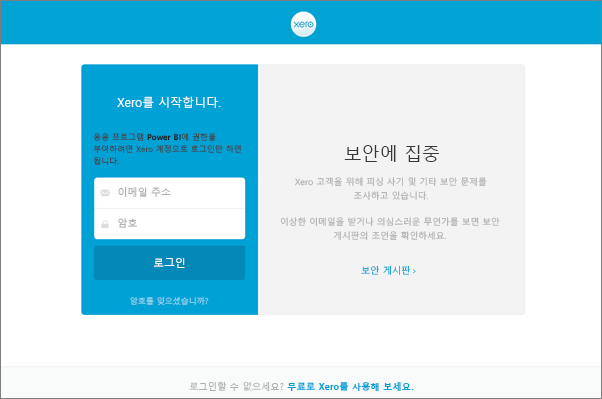 xero
Xero를 시작합니다.
응용 프로그램 Power BI에 권한을
부여하려면 Xero 계정으로 로그인만 하면
됩니다.
이메일 주소
암호
로그인
암호를 잊으셨습니까?
보안에 집중
Xero 고객을 위해 피싱 사기 및 기타 보안 문제를
조사하고 있습니다.
이상한 이메일을 받거나 의심스러운 무언가를 보면 보안
게시판의 조언을 확인하세요.
보안 게시판 ›
로그인할 수 없으세요? 무료로 Xero를 사용해 보세요.